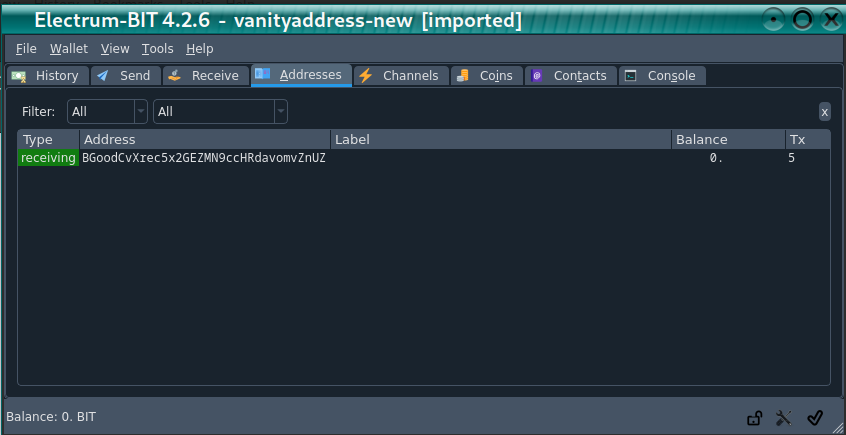 Electrum-BIT 4.2.6 - vanityaddress-new [imported]
File Wallet View Tools Help
History Send Receive Addresses Channels Coins Contacts Console
Filter: All All x
Type Address Label Balance Tx
receiving BGoodCvXrec5x2GEZMN9ccHRdavomvZnUZ 0. 5
Balance: 0. BIT